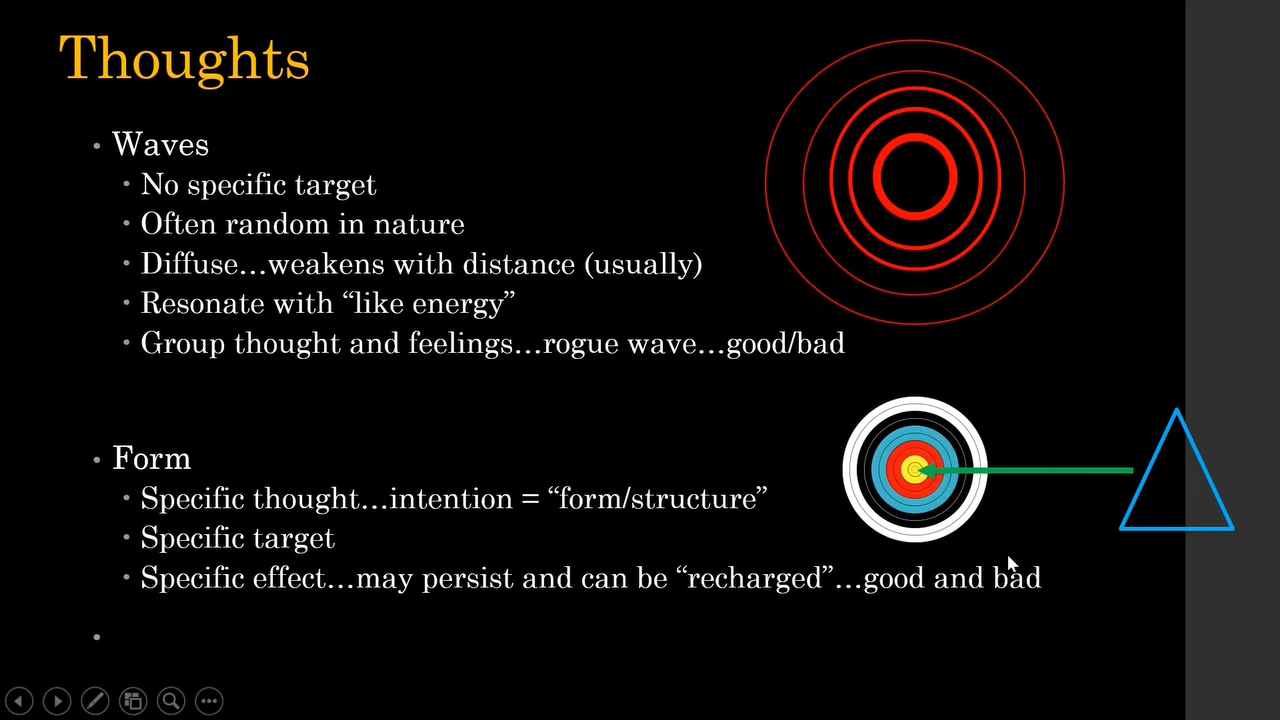 Thoughts
• Waves
• No specific target
• Often random in nature
• Diffuse...weakens with distance (usually)
• Resonate with “like energy”
• Group thought and feelings...rogue wave...good/bad
• Form
• Specific thought...intention = “form/structure”
• Specific target
• Specific effect...may persist and can be “recharged”...good and bad
•